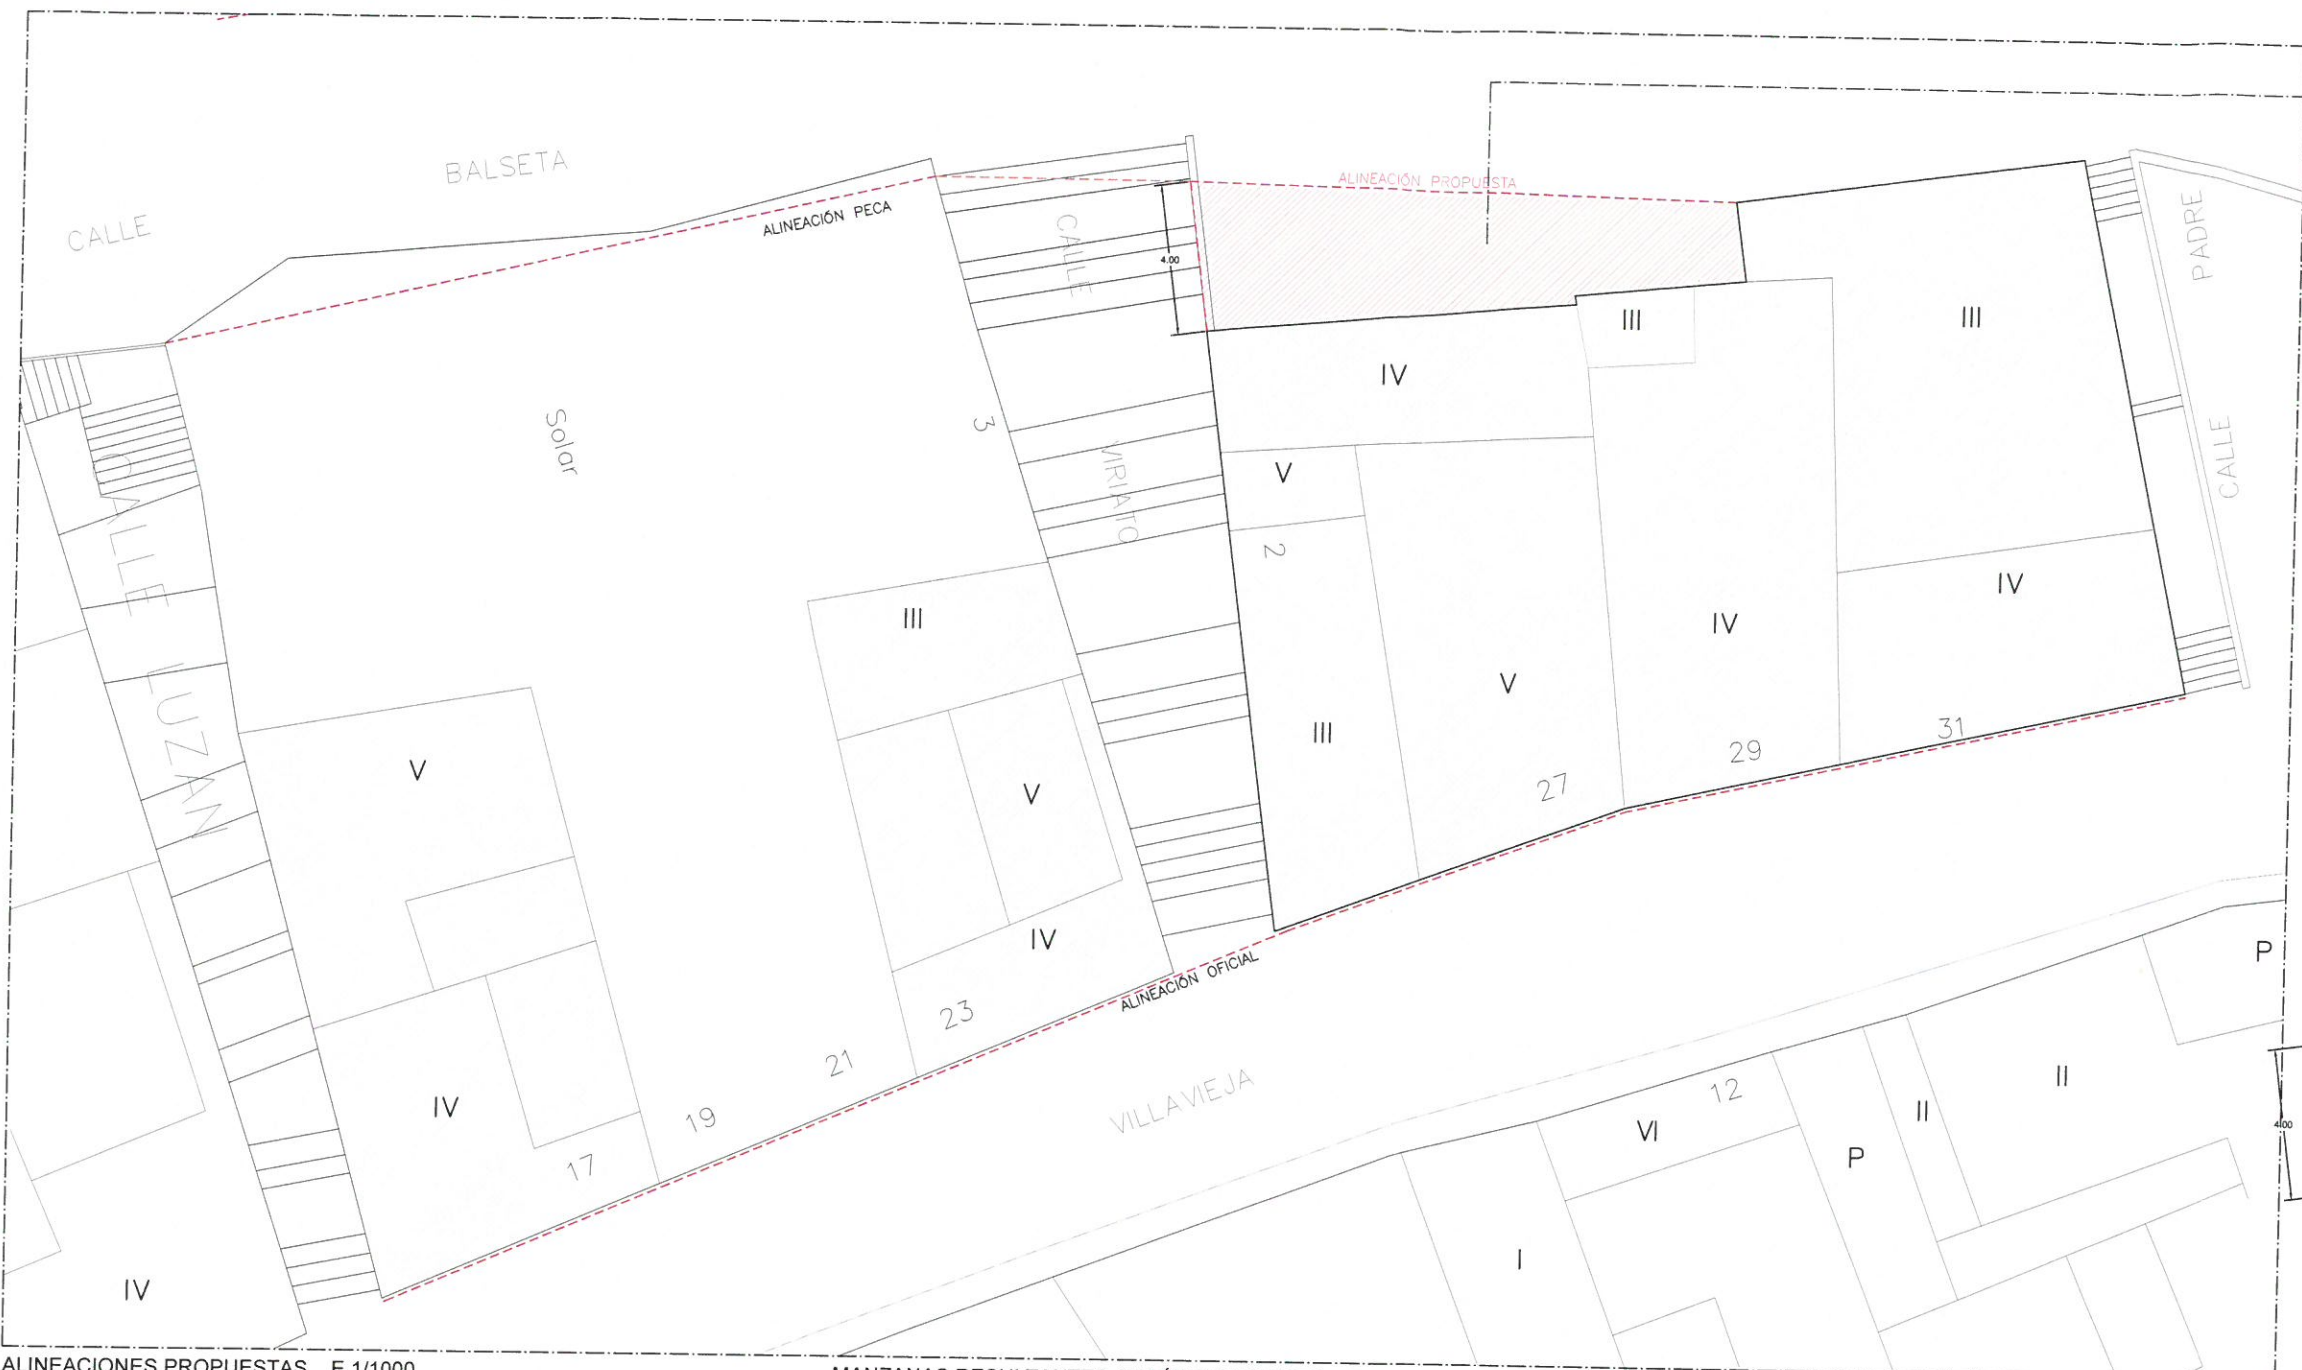 CALLE
BALSETA
ALINEACIÓN PECA
ALINEACIÓN PROPUESTA
4.00
CALLE
VIRIATO
PADRE
CALLE
CALLE
LUZAN
Solar
3
III
III
IV
V
2
III
V
27
IV
29
IV
31
III
V
IV
23
V
IV
17
19
21
ALINEACIÓN OFICIAL
VILLAVIEJA
IV
12
VI
P
II
II
P
I
4.00
ALINEACIONES PROPUESTAS E 1/1000